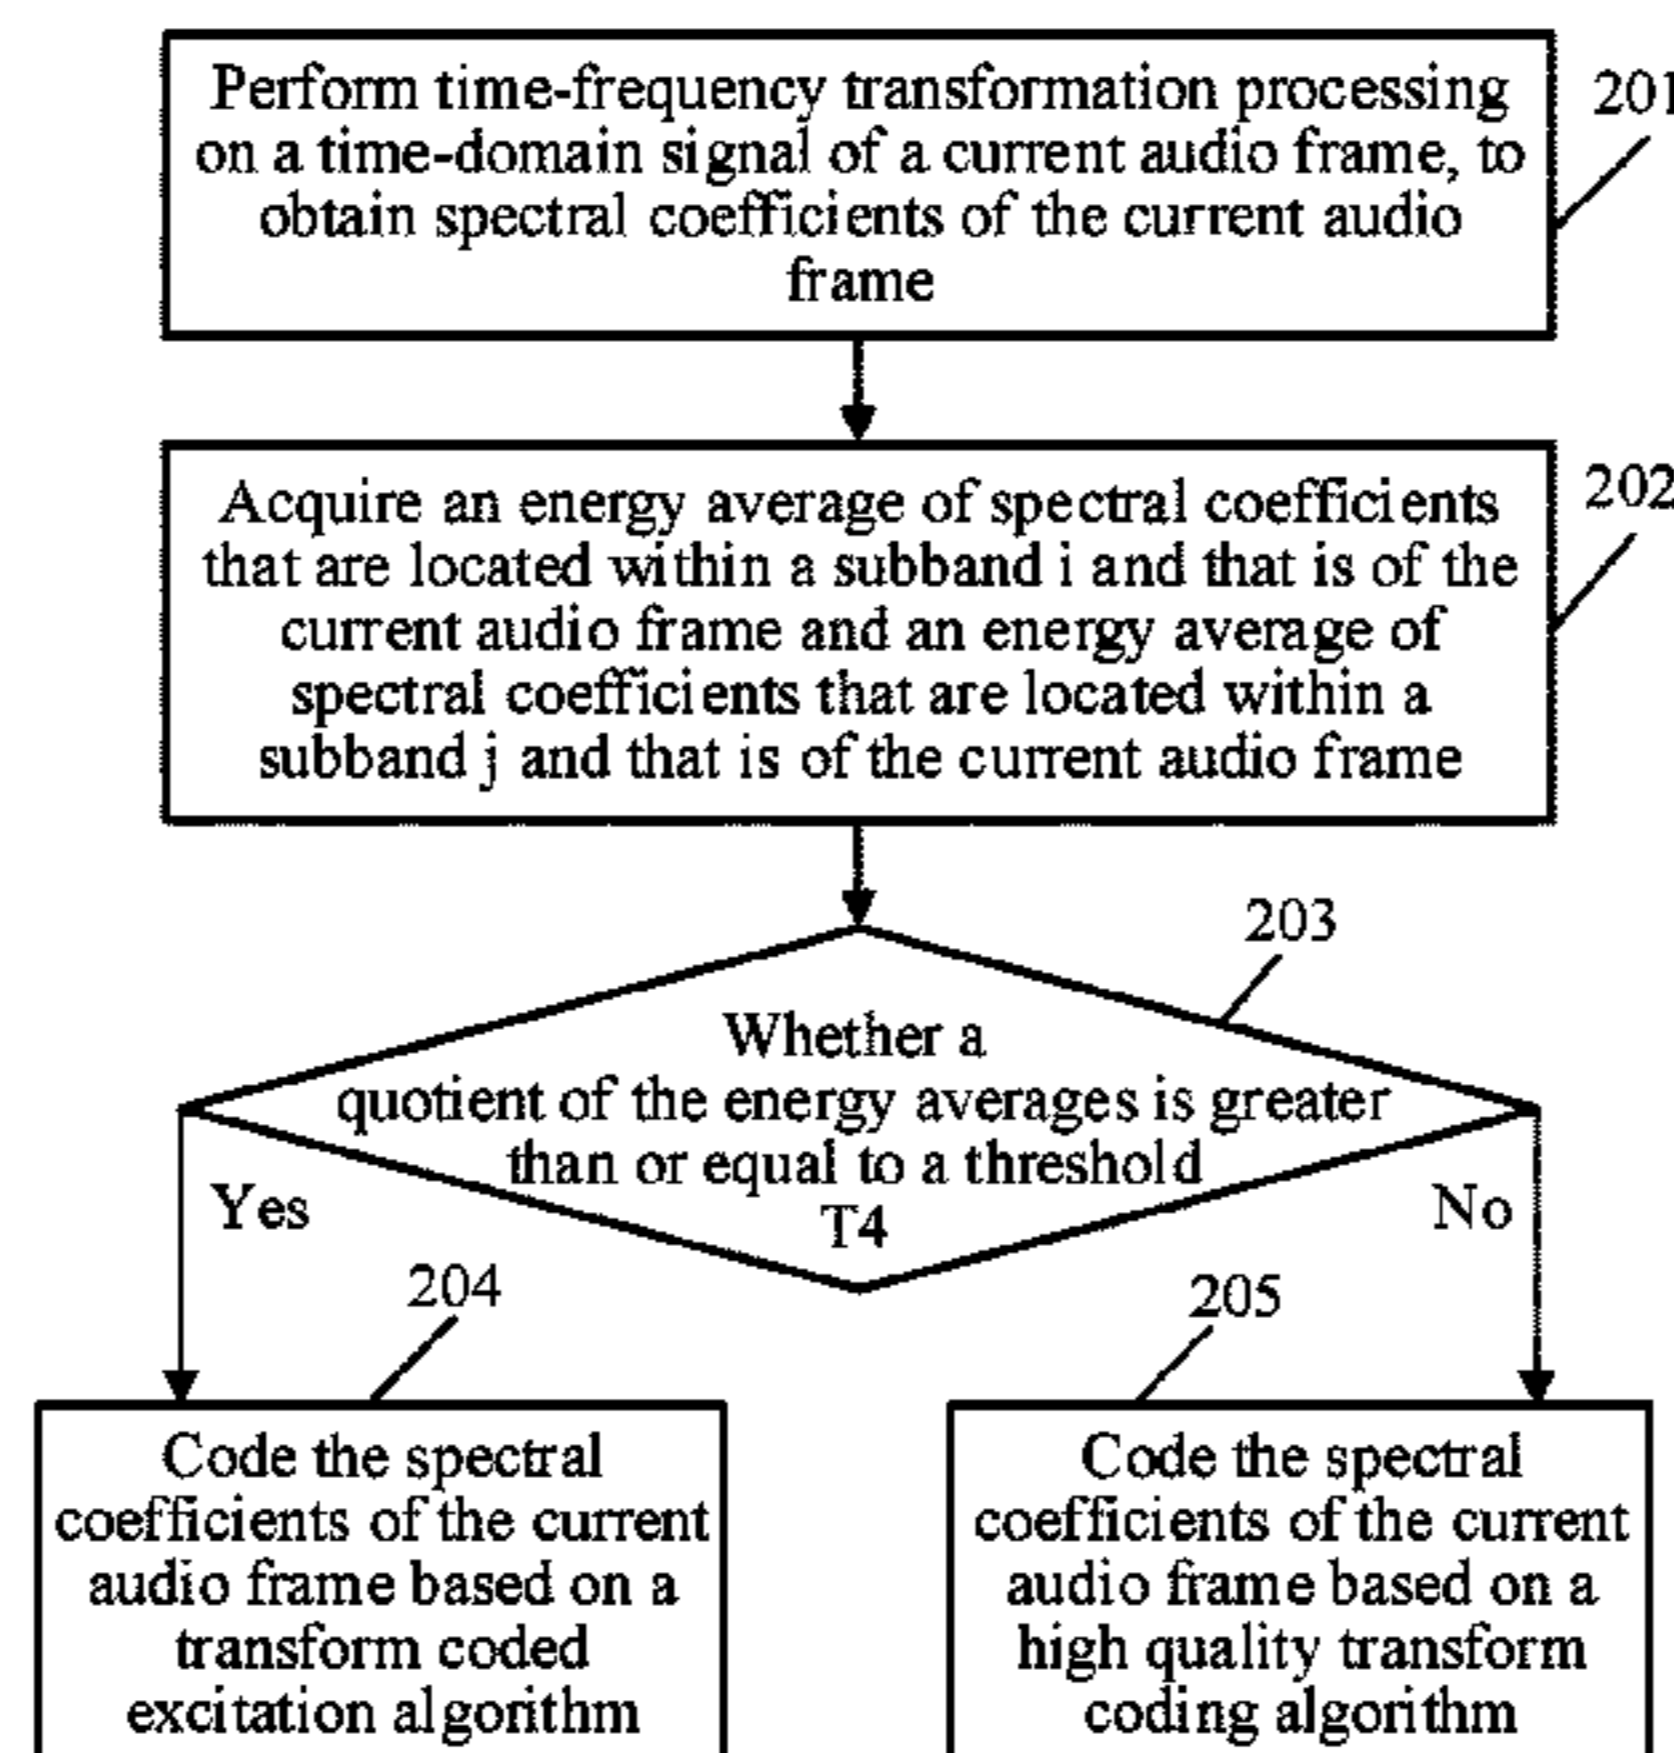 Perform time-frequency transformation processing
on a time-domain signal of a current audio frame, to
obtain spectral coefficients of the current audio
frame
201
Acquire an energy average of spectral coefficients
that are located within a subband i and that is of the
current audio frame and an energy average of
spectral coefficients that are located within a
subband j and that is of the current audio frame
202
203
Whether a
quotient of the energy averages is greater
than or equal to a threshold
T4
Yes
No
204
205
Code the spectral
coefficients of the current
audio frame based on a
transform coded
excitation algorithm
Code the spectral
coefficients of the current
audio frame based on a
high quality transform
coding algorithm